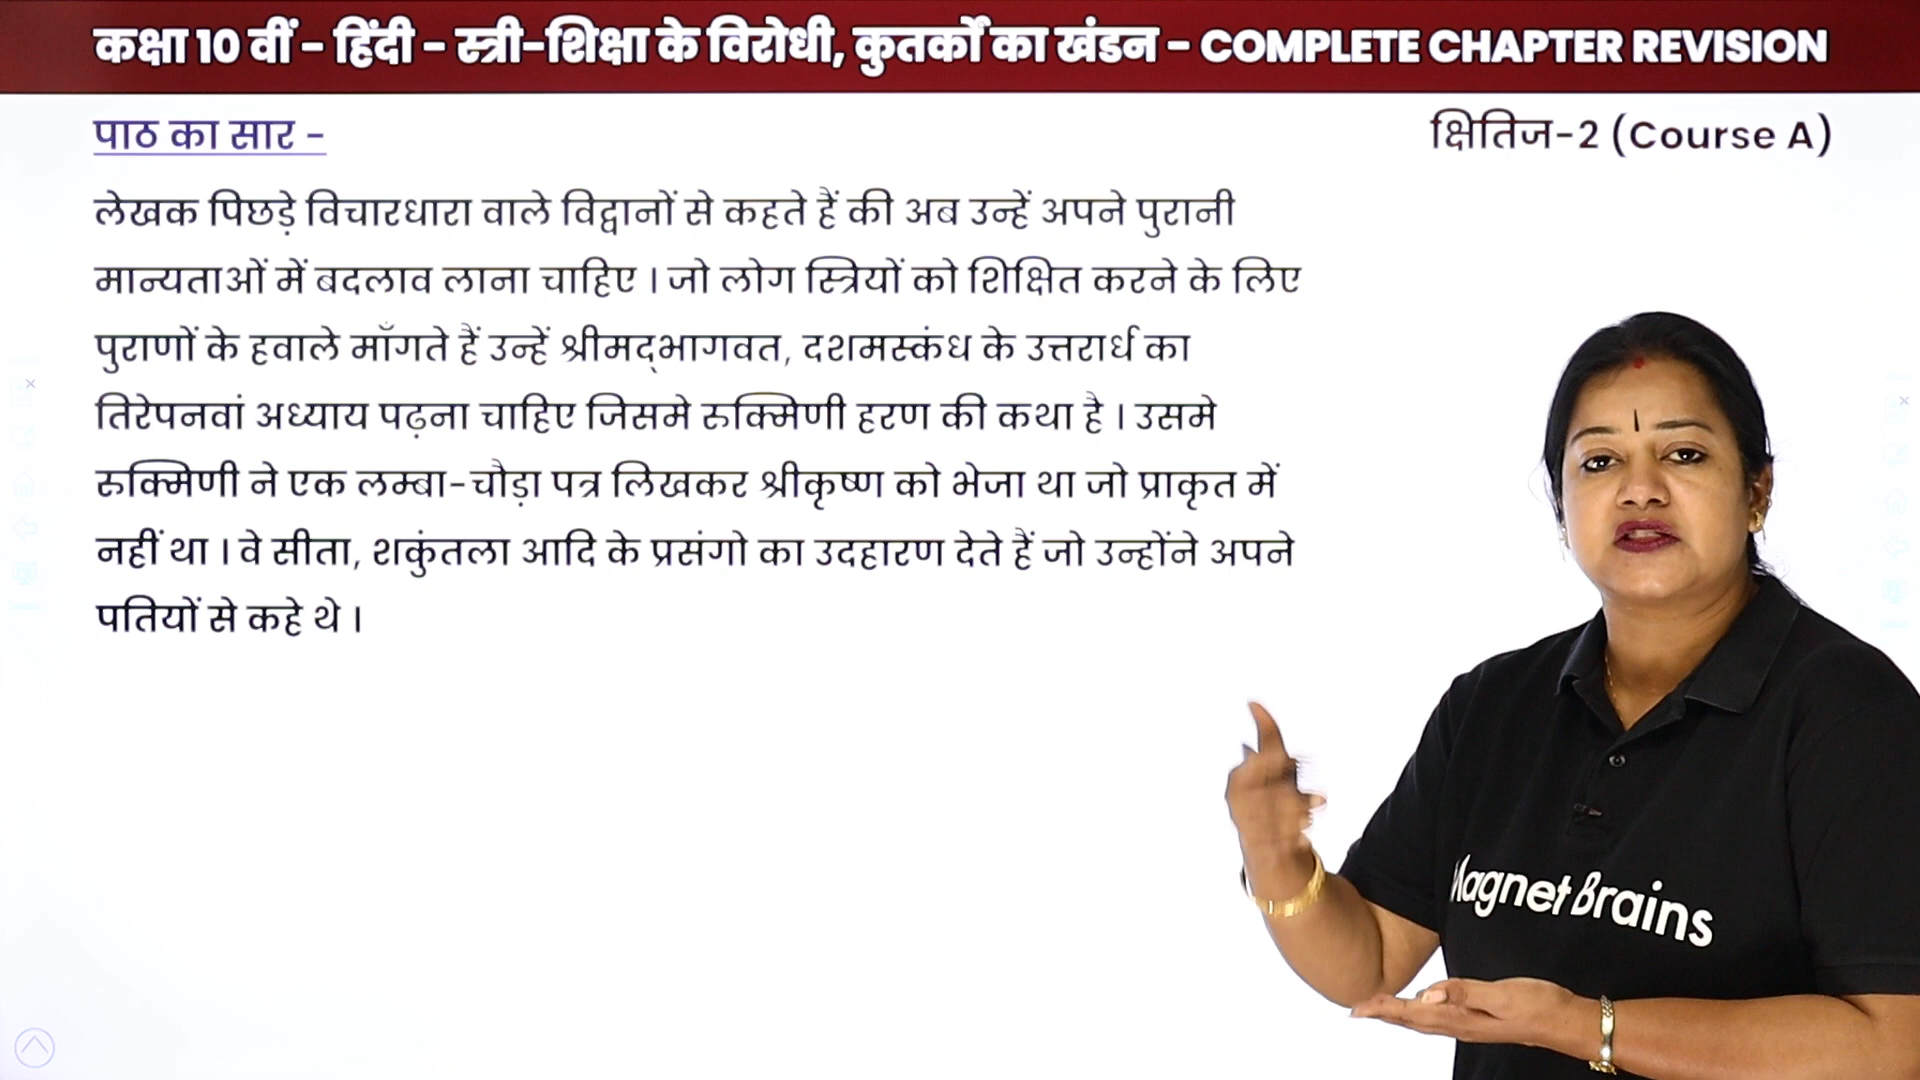 कक्षा 10 वीं - हिंदी - स्त्री-शिक्षा के विरोधी, कुतर्कों का खंडन - COMPLETE CHAPTER REVISION
पाठ का सार -
क्षितिज-2 (Course A)
लेखक पिछड़े विचारधारा वाले विद्वानों से कहते हैं की अब उन्हें अपने पुरानी
मान्यताओं में बदलाव लाना चाहिए । जो लोग स्त्रियों को शिक्षित करने के लिए
पुराणों के हवाले माँगते हैं उन्हें श्रीमद्भागवत, दशमस्कंध के उत्तरार्ध का
तिरेपनवां अध्याय पढ़ना चाहिए जिसमे रुक्मिणी हरण की कथा है । उसमे
रुक्मिणी ने एक लम्बा-चौड़ा पत्र लिखकर श्रीकृष्ण को भेजा था जो प्राकृत में
नहीं था । वे सीता, शकुंतला आदि के प्रसंगो का उदहारण देते हैं जो उन्होंने अपने
पतियों से कहे थे ।
Magnet Brains